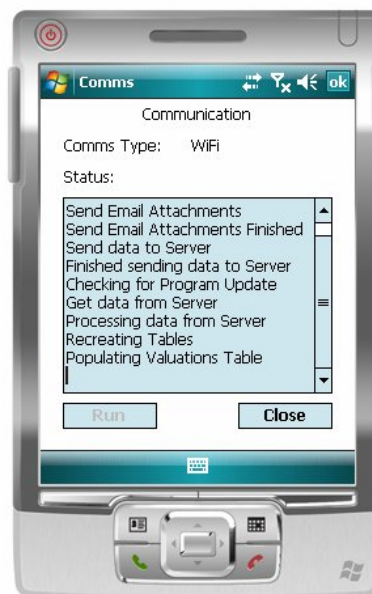 Comms
ok
Communication
Comms Type: WiFi
Status:
Send Email Attachments
Send Email Attachments Finished
Send data to Server
Finished sending data to Server
Checking for Program Update
Get data from Server
Processing data from Server
Recreating Tables
Populating Valuations Table
Run
Close